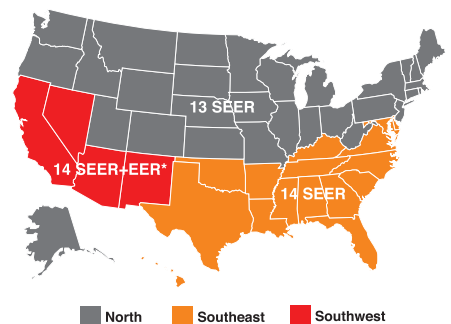 13 SEER
14 SEER+EER*
14 SEER
North
Southeast
Southwest